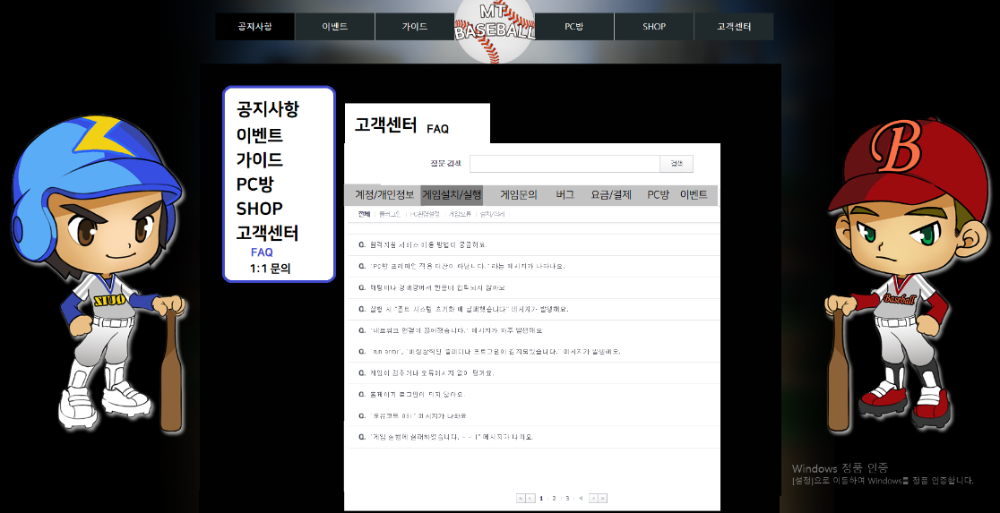 공지사항 이벤트 가이드 MT BASEBALL PC방 SHOP 고객센터
공지사항
이벤트
가이드
PC방
SHOP
고객센터
FAQ
1:1 문의
고객센터 FAQ
질문 검색 검색
계정/개인정보 게임설치/실행 게임문의 버그 요금/결제 PC방 이벤트
전체
Q. 원격지원 서비스 이용 방법이 궁금해요.
Q. "PC방 프리미엄 적용 대상이 아닙니다." 라는 메시지가 나타나요.
Q. 채팅이나 경매장에서 한글이 입력되지 않아요
Q. 실행 시 "폰트 시스템 초기화 에 실패했습니다" 메시지가 발생해요.
Q. "네트워크 연결이 끊어졌습니다." 메시지가 자주 발생해요
Q. 'run error', '비정상적인 플레이나 프로그램이 감지되었습니다.' 메시지가 발생해요.
Q. 게임이 멈추거나 오류메시지 없이 팅겨요.
Q. 홈페이지 로그인이 되지 않아요.
Q. 메시지가 나와요
Q. "게임 실행에 실패하였습니다. 메시지가 나와요.
1 2 3 4
NIJO
B
Baseball
Windows 정품 인증
[설정]으로 이동하여 Windows를 정품 인증합니다.